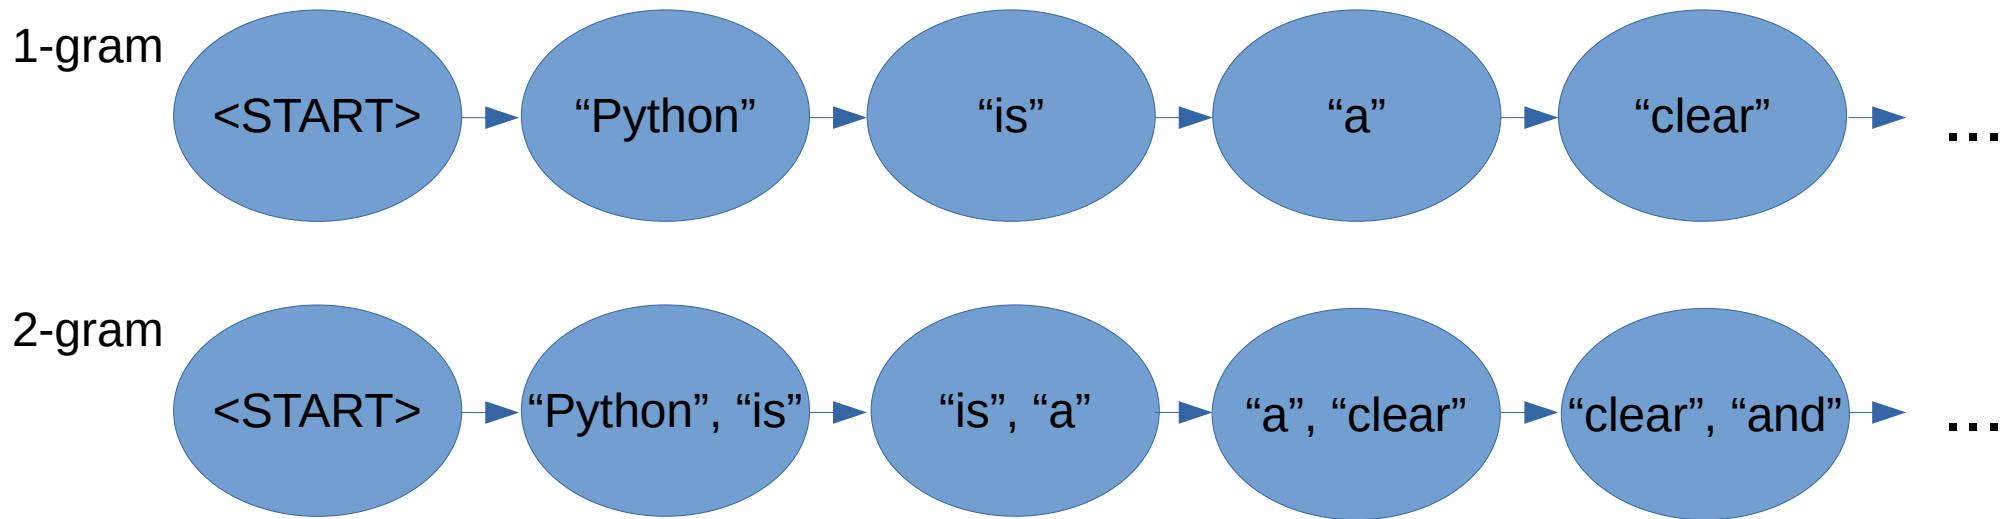 1-gram
<START> “Python” “is” “a” “clear” ...
2-gram
<START> “Python”, “is” “is”, “a” “a”, “clear” “clear”, “and” ...